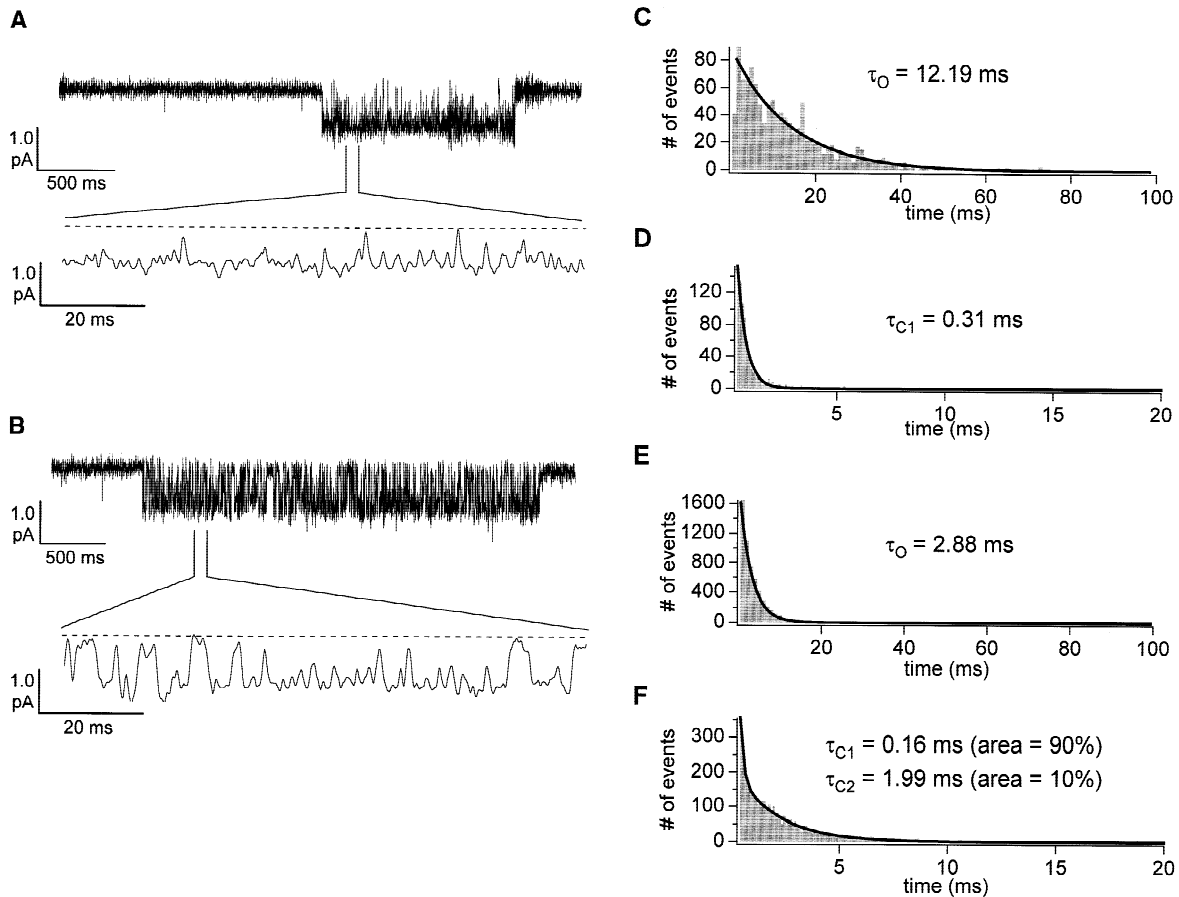 A
1.0
pA
500 ms
1.0
pA
20 ms
B
1.0
pA
500 ms
1.0
pA
20 ms
C
# of events
80
60
40
20
0
τO = 12.19 ms
20
40
60
80
100
time (ms)
D
# of events
120
80
40
0
τC1 = 0.31 ms
5
10
15
20
time (ms)
E
# of events
1600
1200
800
400
0
τO = 2.88 ms
20
40
60
80
100
time (ms)
F
# of events
300
200
100
0
τC1 = 0.16 ms (area = 90%)
τC2 = 1.99 ms (area = 10%)
5
10
15
20
time (ms)